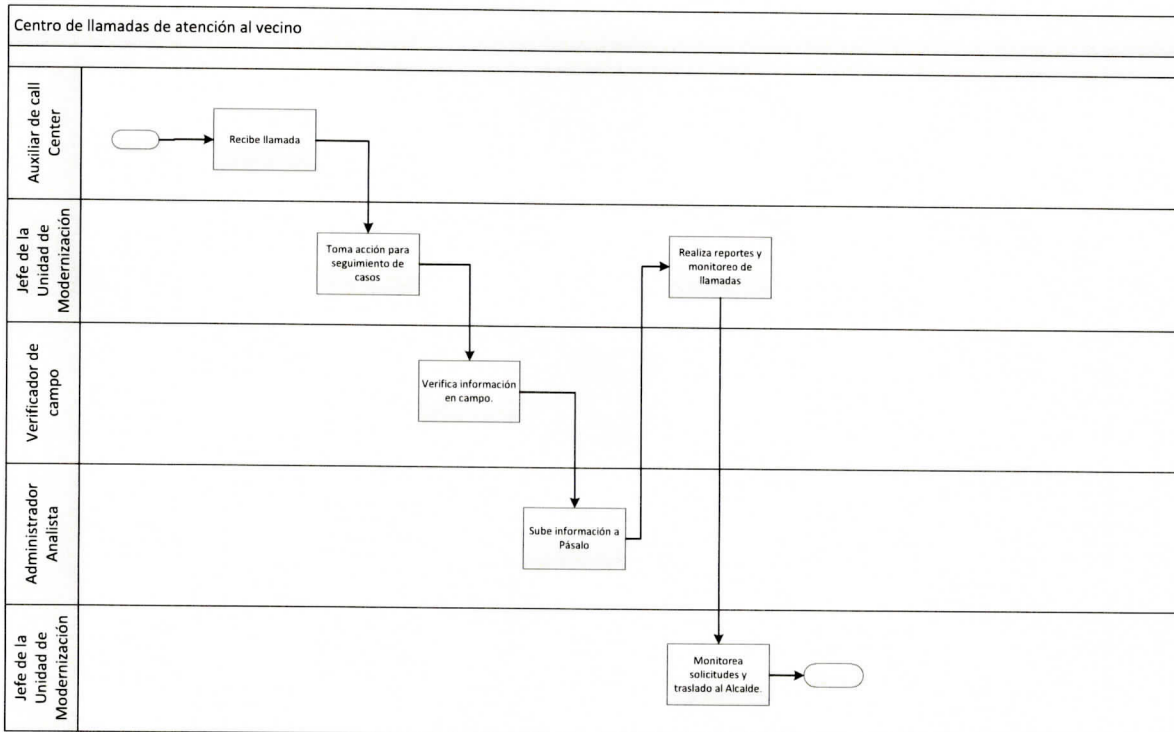 Centro de llamadas de atención al vecino
Auxiliar de call
Center
Recibe llamada
Jefe de la
Unidad de
Modernización
Toma acción para
seguimiento de
casos
Realiza reportes y
monitoreo de
llamadas
Verificador de
campo
Verifica información
en campo.
Administrador
Analista
Sube información a
Pásalo
Jefe de la
Unidad de
Modernización
Monitorea
solicitudes y
traslado al Alcalde.